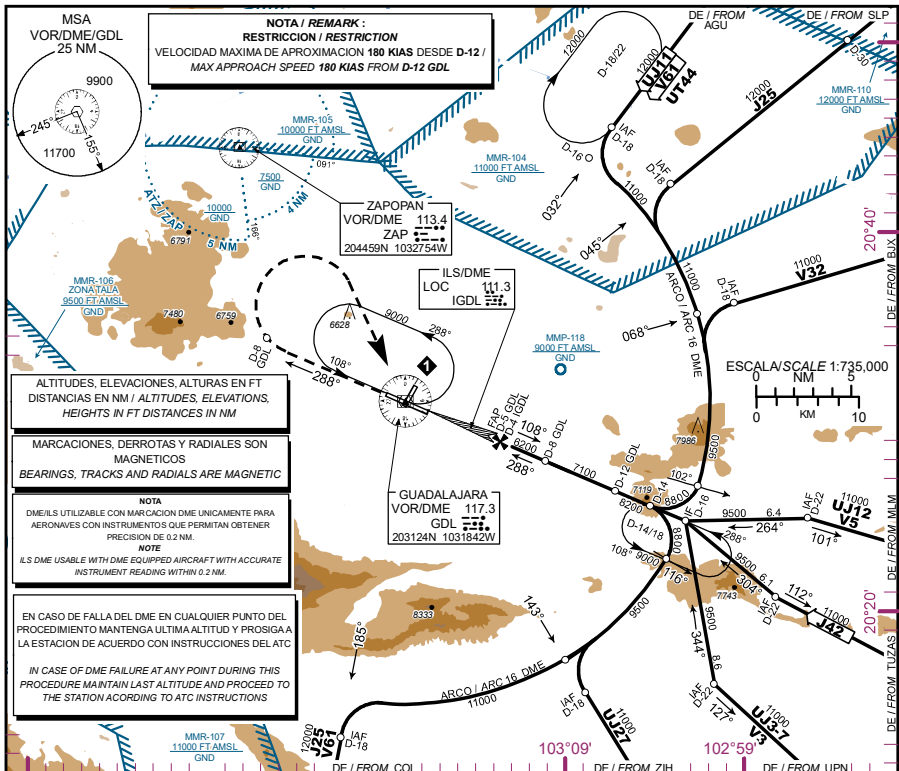 MSA
VOR/DME/GDL
25 NM
9900
245°
155°
11700
NOTA / REMARK :
RESTRICCION / RESTRICTION
VELOCIDAD MAXIMA DE APROXIMACION 180 KIAS DESDE D-12 /
MAX APPROACH SPEED 180 KIAS FROM D-12 GDL
DE / FROM
AGU
DE / FROM SLP
12000
D-18/22
12000
UJ11
V61
UT44
D-30
12000
J25
MMR-110
12000 FT AMSL
GND
MMR-105
10000 FT AMSL
GND
091°
7500
GND
4 NM
166°
10000
GND
ATZ / ZAP
5 NM
6791
MMR-104
11000 FT AMSL
GND
IAF
D-18
D-16
IAF
D-18
032°
11000
045°
ZAPOPAN
VOR/DME 113.4
ZAP
204459N 1032754W
20°40'
11000
V32
DE / FROM BJX
ILS/DME
LOC 111.3
IGDL
MMR-106
ZONA TALA
9500 FT AMSL
GND
7480
6759
6628
9000
288°
1
108°
288°
D-8
GDL
11000
ARCO / ARC 16 DME
IAF
D-18
068°
MMP-118
9000 FT AMSL
GND
ESCALA/SCALE 1:735,000
NM
0 5
KM
0 10
ALTITUDES, ELEVACIONES, ALTURAS EN FT
DISTANCIAS EN NM / ALTITUDES, ELEVATIONS,
HEIGHTS IN FT DISTANCES IN NM
MARCACIONES, DERROTAS Y RADIALES SON
MAGNETICOS
BEARINGS, TRACKS AND RADIALS ARE MAGNETIC
FAP
D-5 GDL
D-4 IGDL
108°
6200
288°
D-8 GDL
7100
D-12 GDL
7986
9500
7119
D-14
102°
8200
8800
IF
D-16
NOTA
DME/ILS UTILIZABLE CON MARCACION DME UNICAMENTE PARA
AERONAVES CON INSTRUMENTOS QUE PERMITAN OBTENER
PRECISION DE 0.2 NM.
NOTE
ILS DME USABLE WITH DME EQUIPPED AIRCRAFT WITH ACCURATE
INSTRUMENT READING WITHIN 0.2 NM.
GUADALAJARA
VOR/DME 117.3
GDL
203124N 1031842W
D-14/18
8800
9500
6.4
IAF
D-22
11000
UJ12
V5
264°
101°
288°
DE / FROM MLM
108°
9000
116°
304°
9500
6.1
7743
IAF
D-22
112°
11000
J42
20°20'
EN CASO DE FALLA DEL DME EN CUALQUIER PUNTO DEL
PROCEDIMIENTO MANTENGA ULTIMA ALTITUD Y PROSIGA A
LA ESTACION DE ACUERDO CON INSTRUCCIONES DEL ATC
IN CASE OF DME FAILURE AT ANY POINT DURING THIS
PROCEDURE MAINTAIN LAST ALTITUDE AND PROCEED TO
THE STATION ACORDING TO ATC INSTRUCTIONS
8333
185°
143°
9500
9500
344°
8.6
DE / FROM TUZAS
ARCO / ARC 16 DME
11000
IAF
D-18
IAF
D-22
127°
11000
UJ3-7
V3
MMR-107
11000 FT AMSL
GND
12000
J25
V61
IAF
D-18
11000
UJ27
103°09'
102°59'
DE / FROM COL
DE / FROM ZIH
DE / FROM UPN